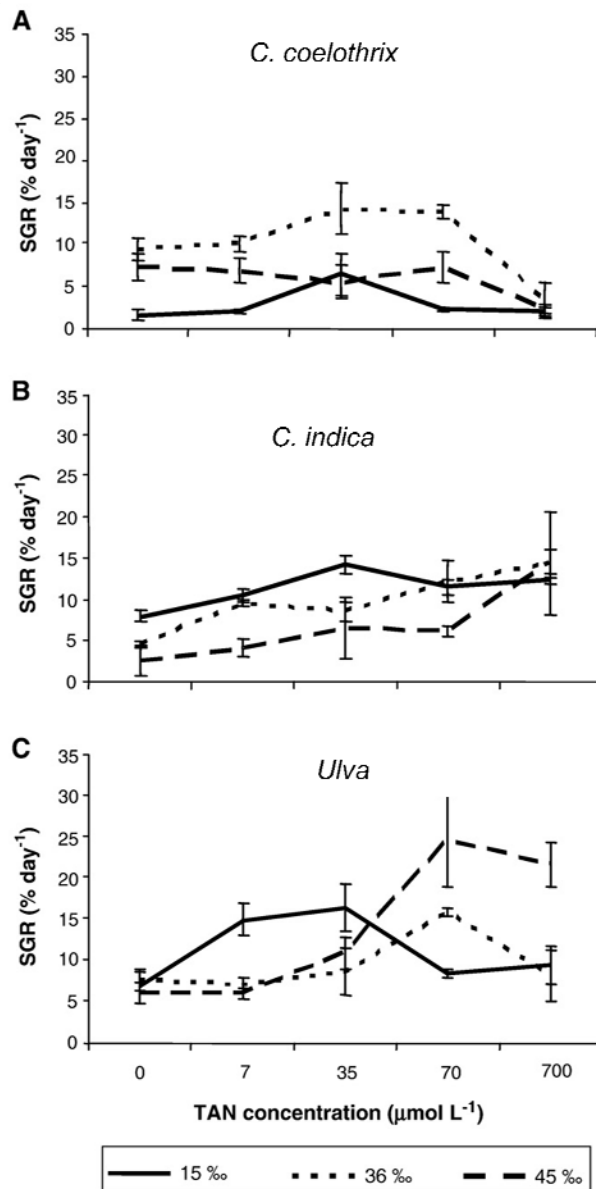 A
C. coelothrix
35
30
25
20
15
10
5
0
SGR (% day⁻¹)
B
C. indica
35
30
25
20
15
10
5
0
SGR (% day⁻¹)
C
Ulva
35
30
25
20
15
10
5
0
SGR (% day⁻¹)
0 7 35 70 700
TAN concentration (μmol L⁻¹)
15 ‰ 36 ‰ 45 ‰